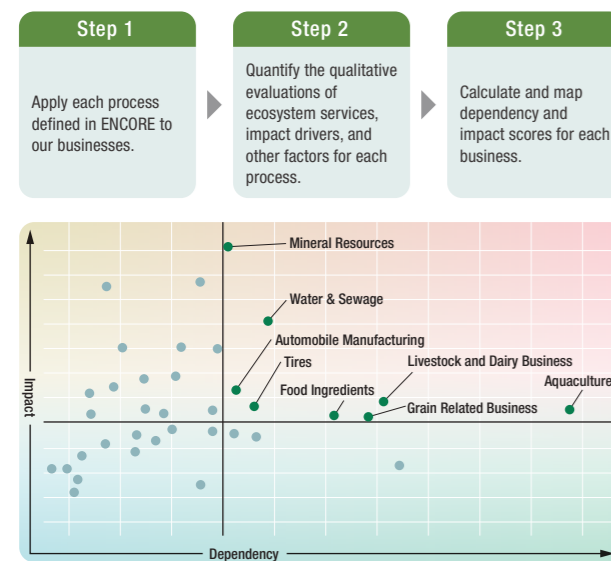 Step 1
Apply each process
defined in ENCORE to
our businesses.
Step 2
Quantify the qualitative
evaluations of
ecosystem services,
impact drivers, and
other factors for each
process.
Step 3
Calculate and map
dependency and
impact scores for each
business.
Mineral Resources
Water & Sewage
Automobile Manufacturing
Tires
Livestock and Dairy Business
Aquaculture
Food Ingredients
Grain Related Business
Impact
Dependency